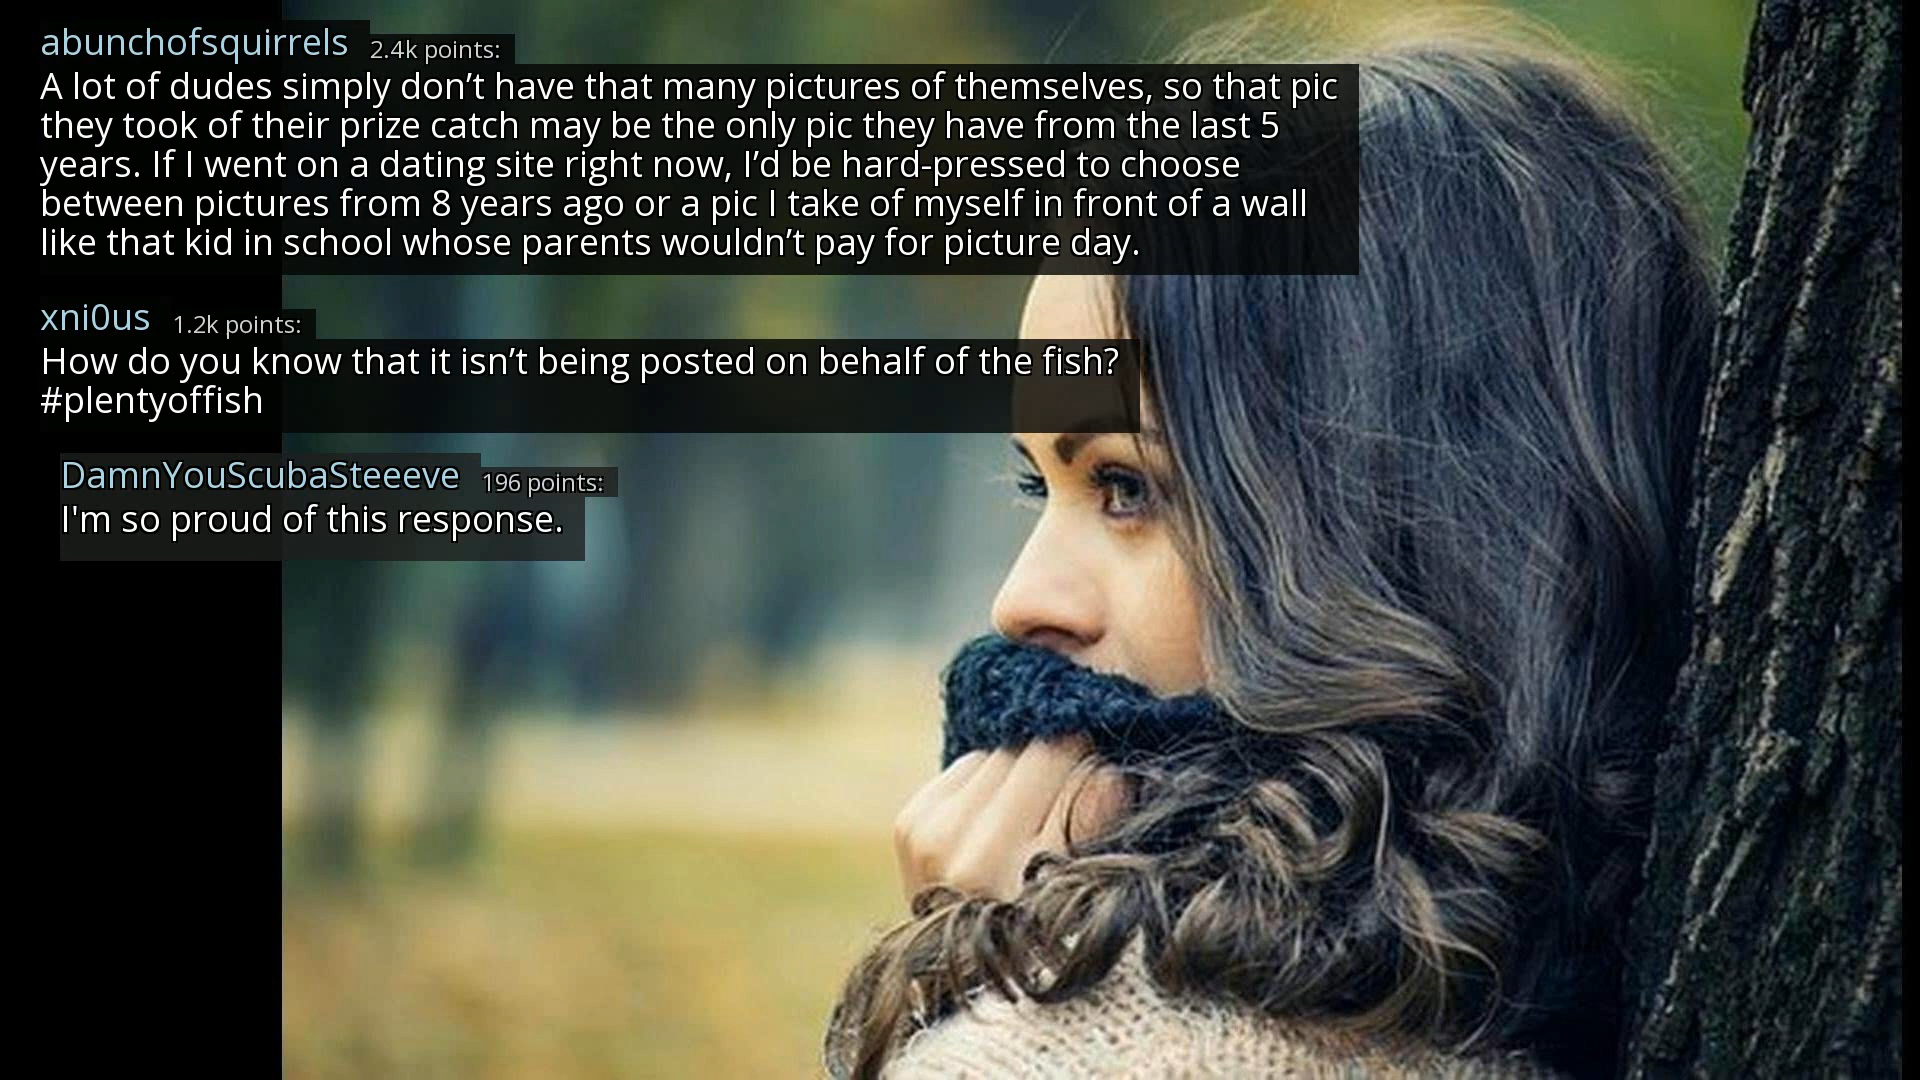 abunchofsquirrels 2.4k points:
A lot of dudes simply don’t have that many pictures of themselves, so that pic
they took of their prize catch may be the only pic they have from the last 5
years. If I went on a dating site right now, I’d be hard-pressed to choose
between pictures from 8 years ago or a pic I take of myself in front of a wall
like that kid in school whose parents wouldn’t pay for picture day.
xni0us 1.2k points:
How do you know that it isn’t being posted on behalf of the fish?
#plentyoffish
DamnYouScubaSteeeve 196 points:
I'm so proud of this response.